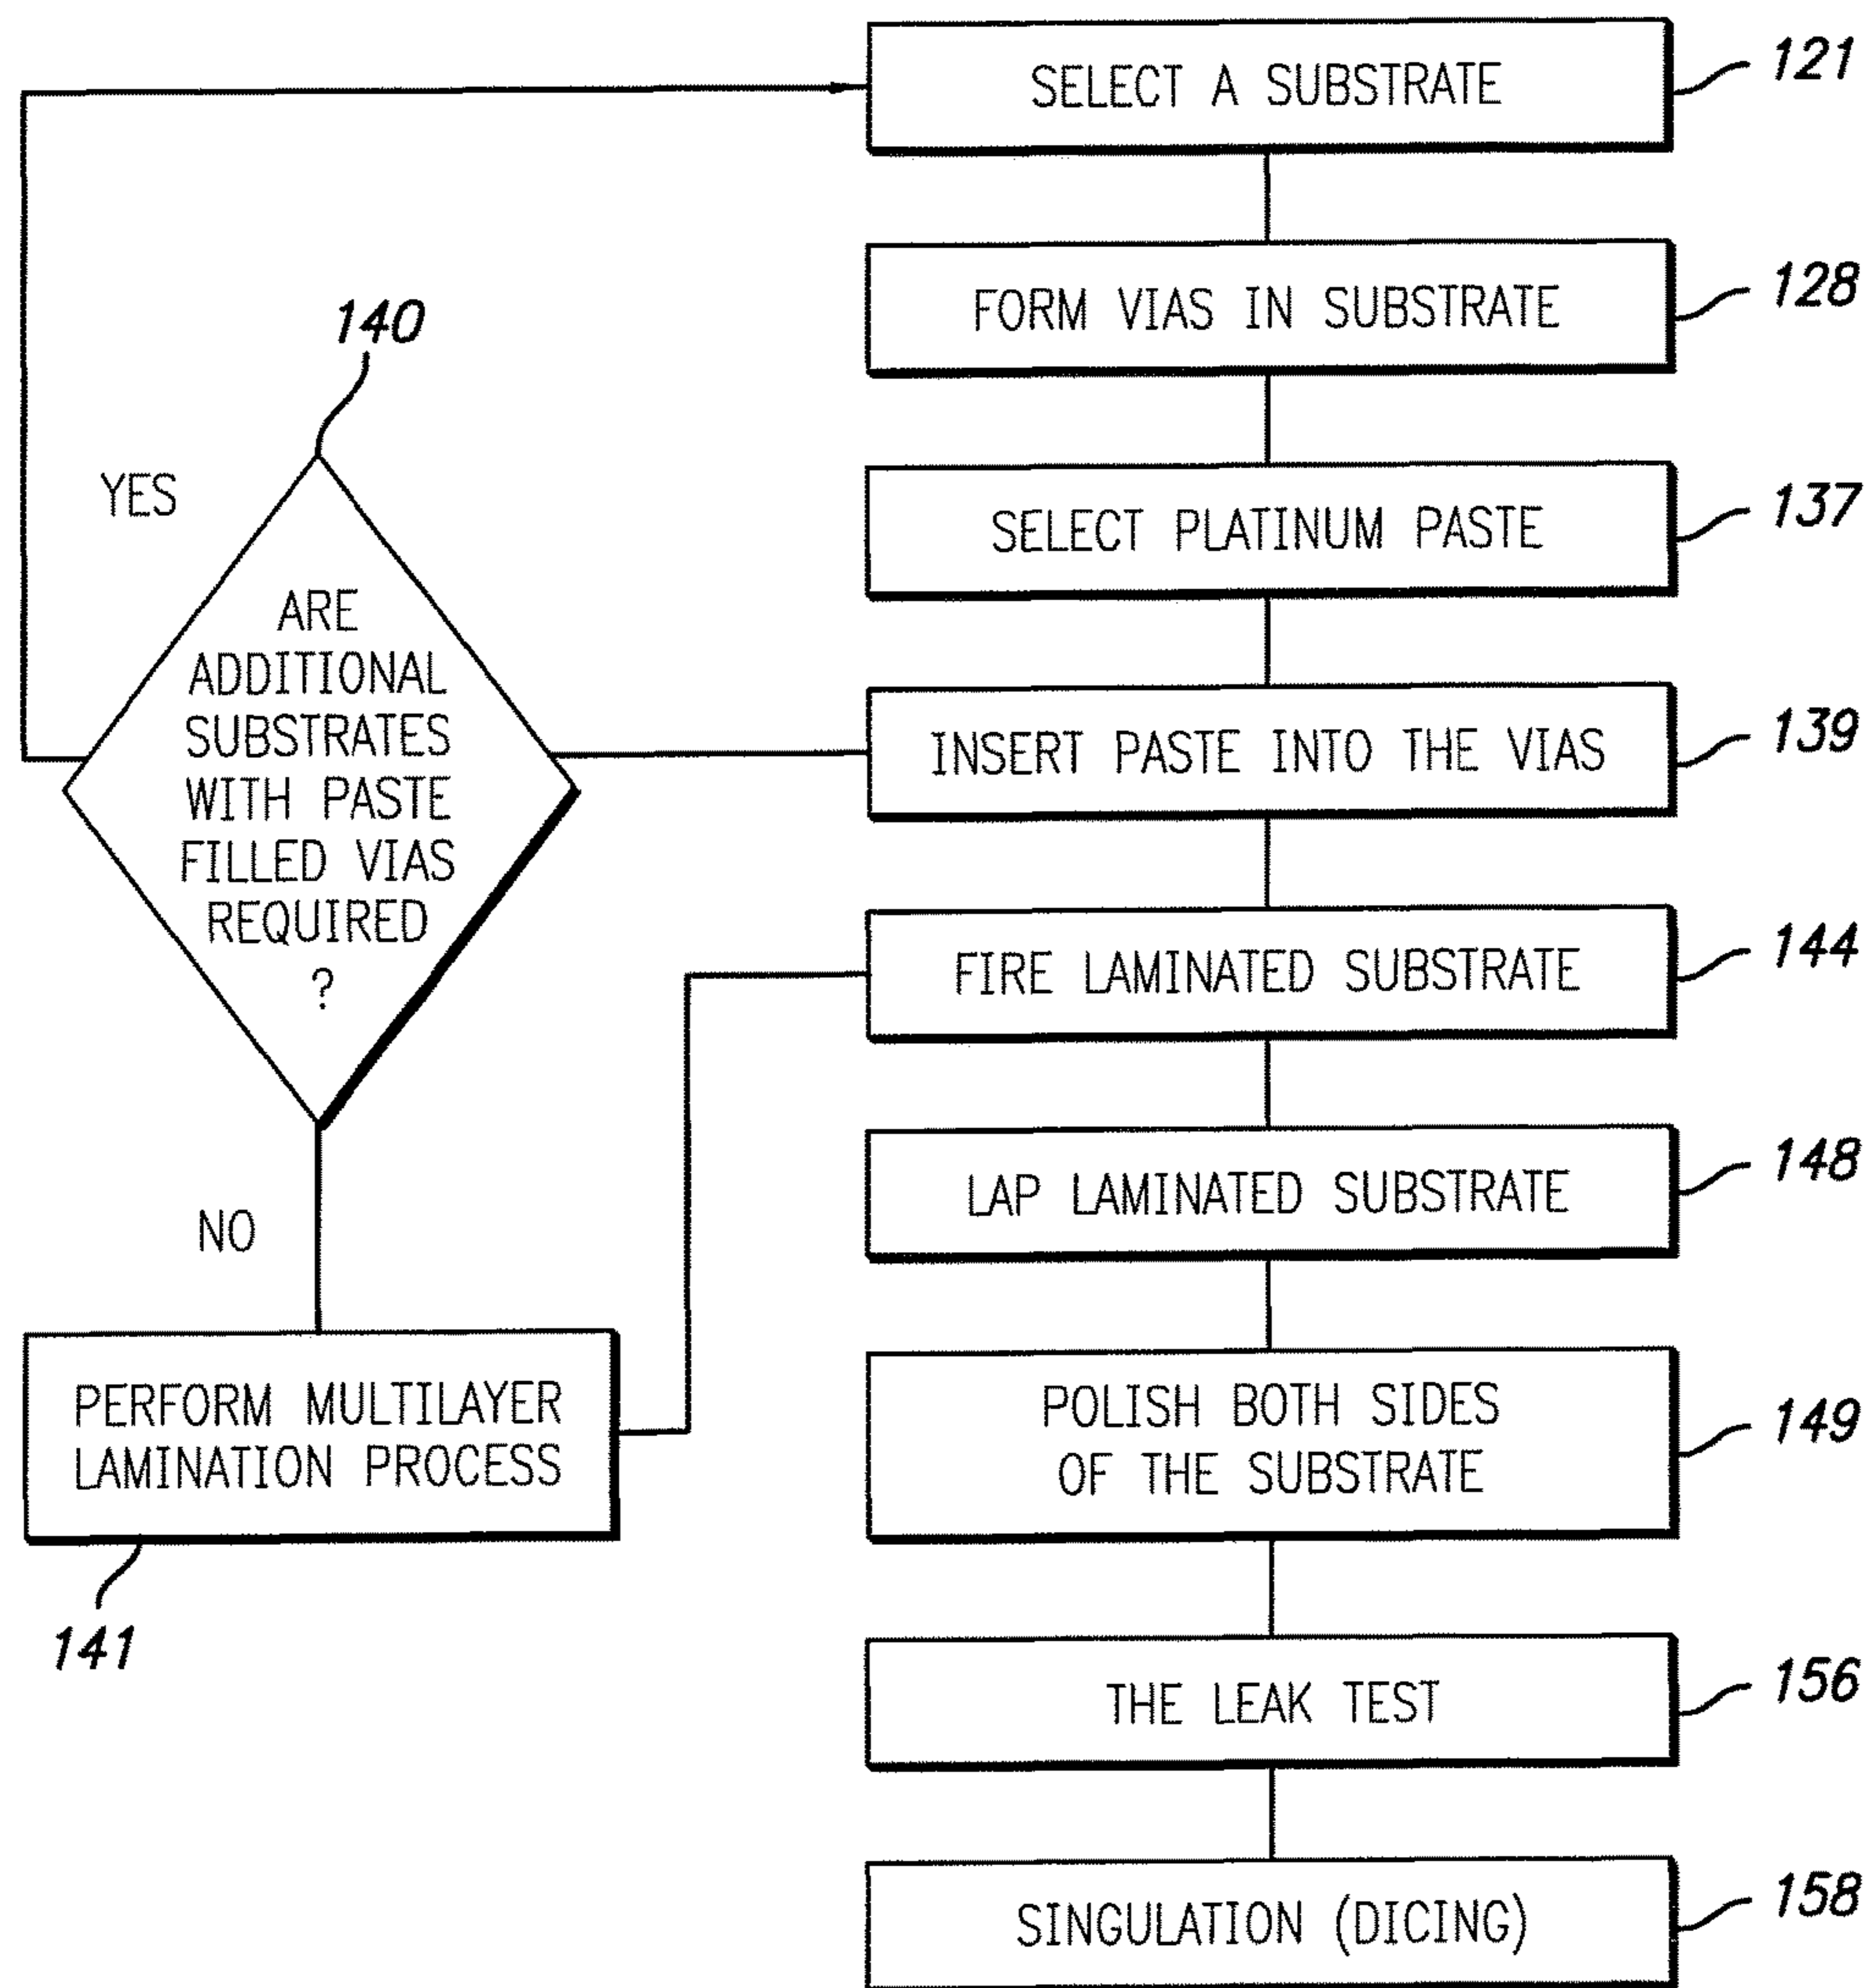 SELECT A SUBSTRATE
121
FORM VIAS IN SUBSTRATE
128
SELECT PLATINUM PASTE
137
INSERT PASTE INTO THE VIAS
139
140
YES
ARE
ADDITIONAL
SUBSTRATES
WITH PASTE
FILLED VIAS
REQUIRED
?
NO
PERFORM MULTILAYER
LAMINATION PROCESS
141
FIRE LAMINATED SUBSTRATE
144
LAP LAMINATED SUBSTRATE
148
POLISH BOTH SIDES
OF THE SUBSTRATE
149
THE LEAK TEST
156
SINGULATION (DICING)
158